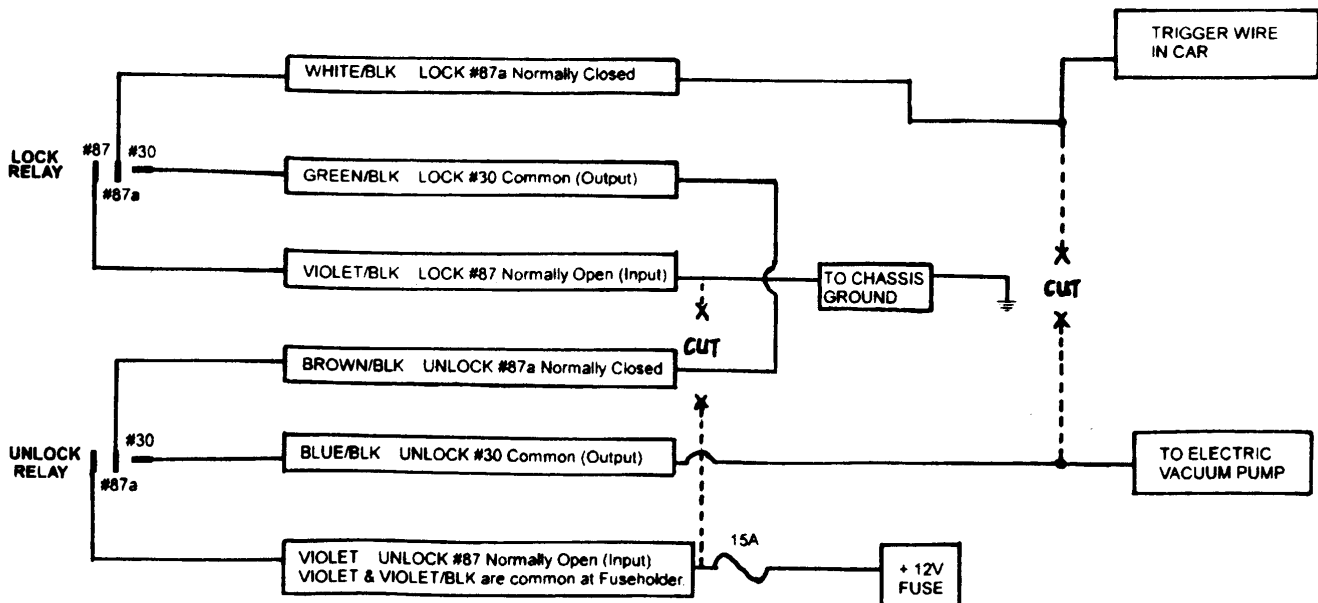 TRIGGER WIRE
IN CAR
WHITE/BLK LOCK #87a Normally Closed
#87
#30
LOCK
RELAY
#87a
GREEN/BLK LOCK #30 Common (Output)
VIOLET/BLK LOCK #87 Normally Open (Input)
TO CHASSIS
GROUND
X
CUT
X
X
CUT
X
BROWN/BLK UNLOCK #87a Normally Closed
#30
UNLOCK
RELAY
#87a
BLUE/BLK UNLOCK #30 Common (Output)
TO ELECTRIC
VACUUM PUMP
VIOLET UNLOCK #87 Normally Open (Input)
VIOLET & VIOLET/BLK are common at Fuseholder.
15A
+ 12V
FUSE